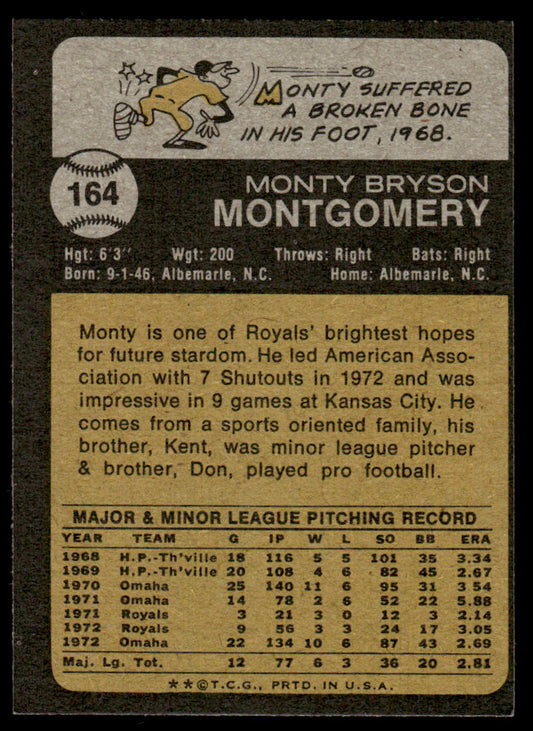 MONTY SUFFERED
A BROKEN BONE
IN HIS FOOT, 1968.
164
MONTY BRYSON
MONTGOMERY
Hgt: 6'3" Wgt: 200 Throws: Right Bats: Right
Born: 9-1-46, Albemarle, N.C. Home: Albemarle, N.C.
Monty is one of Royals' brightest hopes
for future stardom. He led American Asso-
ciation with 7 Shutouts in 1972 and was
impressive in 9 games at Kansas City. He
comes from a sports oriented family, his
his brother, Kent, was minor league pitcher
& brother, Don, played pro football.
MAJOR & MINOR LEAGUE PITCHING RECORD
YEAR TEAM G IP W L SO BB ERA
1968 H.P.-Th'ville 18 116 5 5 101 35 3.34
1969 H.P.-Th'ville 20 108 4 6 82 45 2.67
1970 Omaha 25 140 11 6 95 31 3 54
1971 Omaha 14 78 2 6 52 22 5.88
1971 Royals 3 21 3 0 12 3 2.14
1972 Royals 9 56 3 3 24 17 3.05
1972 Omaha 22 134 10 6 87 43 2.69
Maj. Lg. Tot. 12 77 6 3 36 20 2.81
**©T.C.G., PRTD. IN U.S.A.